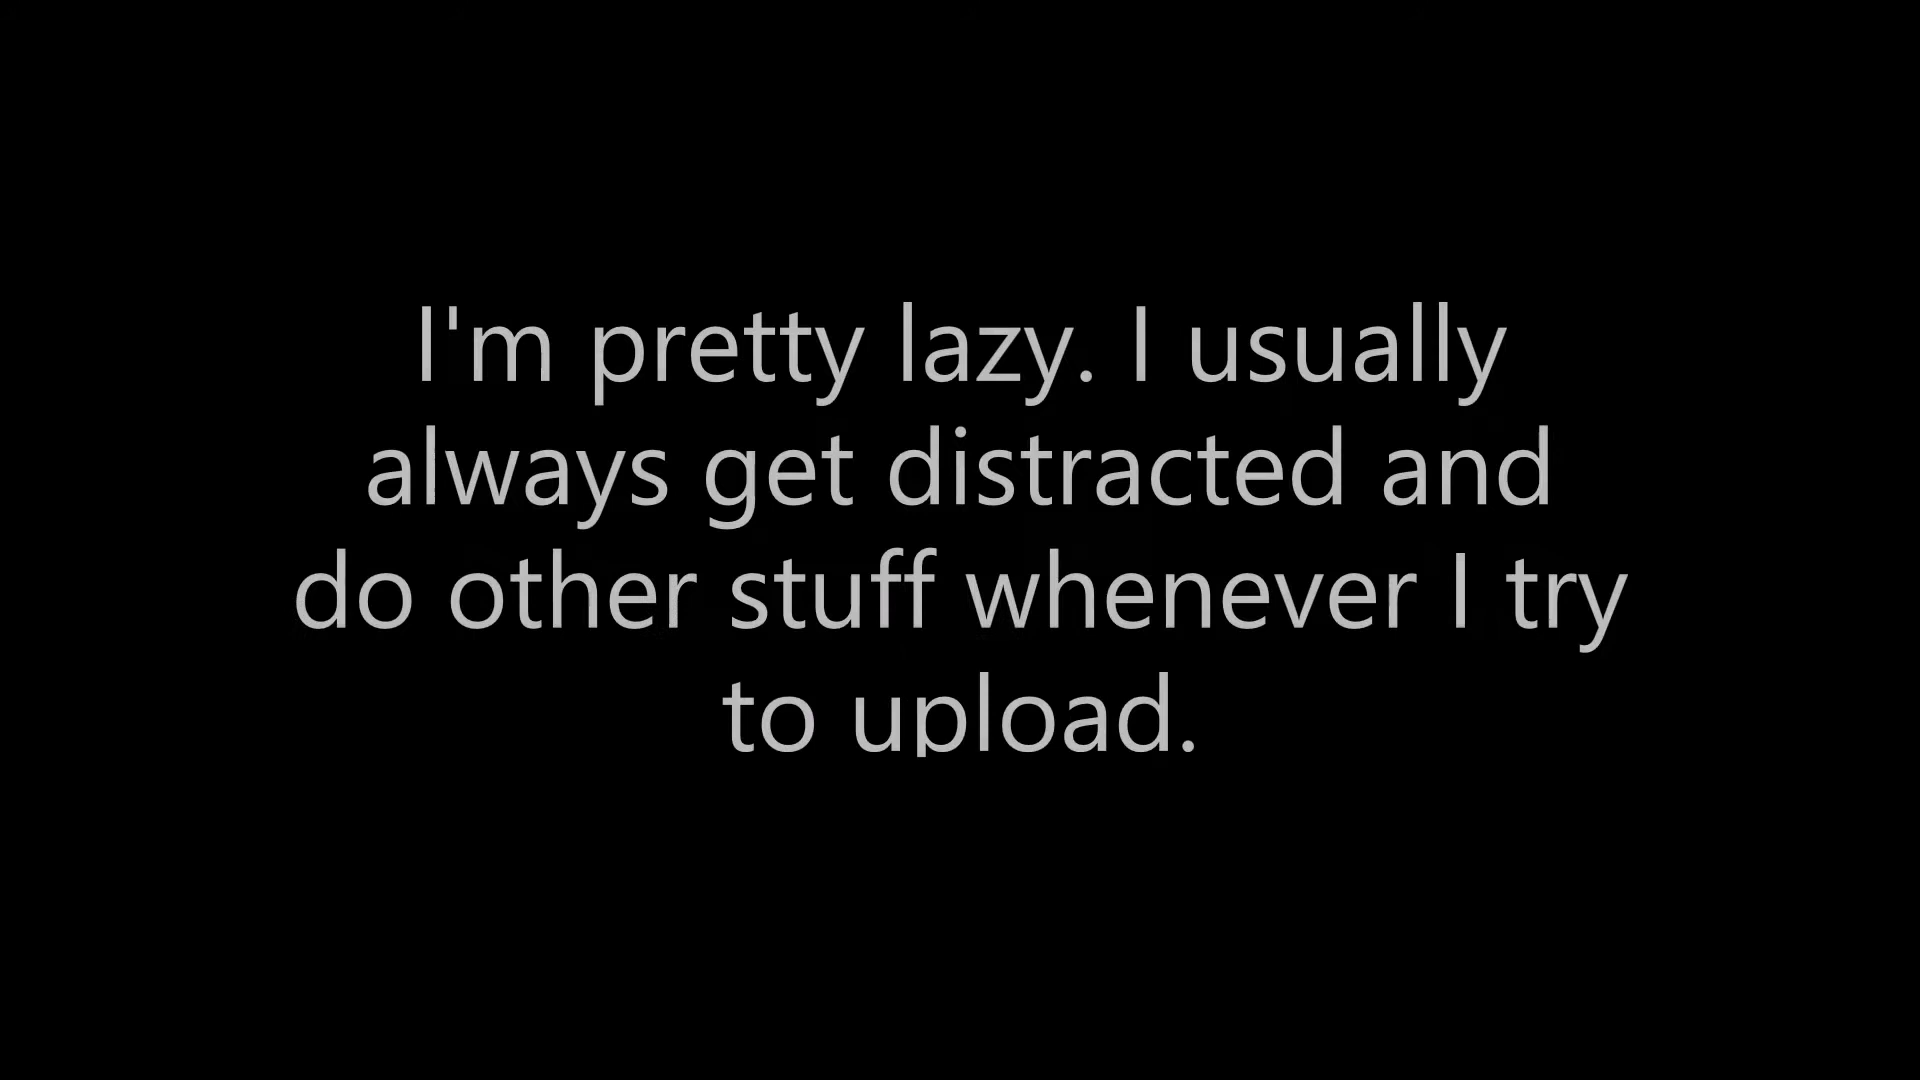 I'm pretty lazy. I usually
always get distracted and
do other stuff whenever I try
to upload.